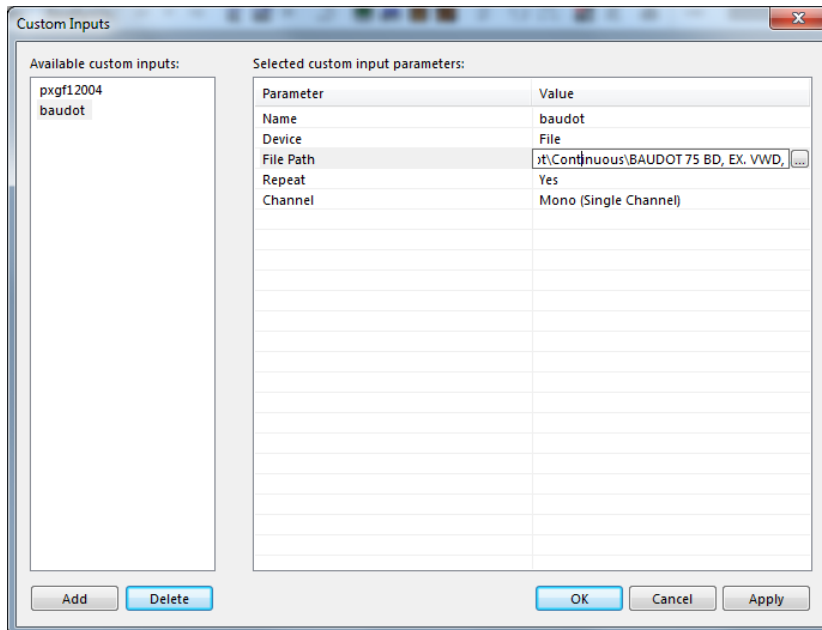 Custom Inputs
Available custom inputs:
pxgf12004
baudot
Selected custom input parameters:
Parameter Value
Name baudot
Device File
File Path ot\Continuous\BAUDOT 75 BD, EX. VWD, ...
Repeat Yes
Channel Mono (Single Channel)
Add Delete OK Cancel Apply